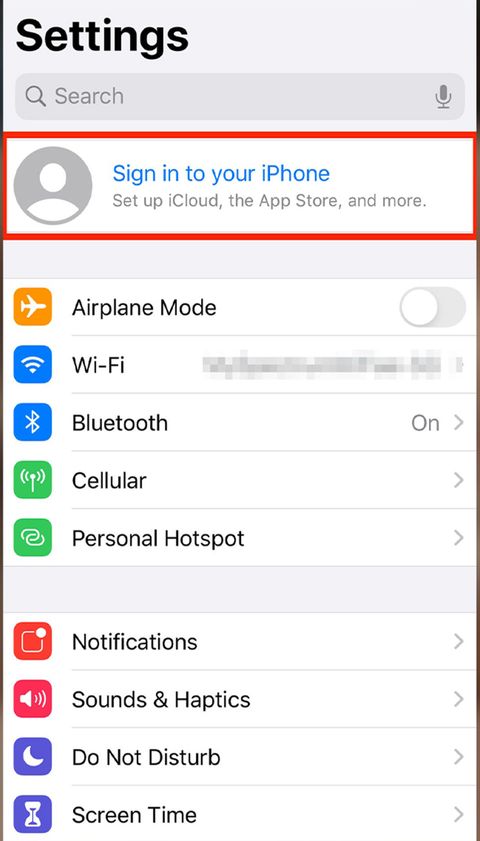 Settings
Search
Sign in to your iPhone
Set up iCloud, the App Store, and more.
Airplane Mode
Wi-Fi
Bluetooth On
Cellular
Personal Hotspot
Notifications
Sounds & Haptics
Do Not Disturb
Screen Time